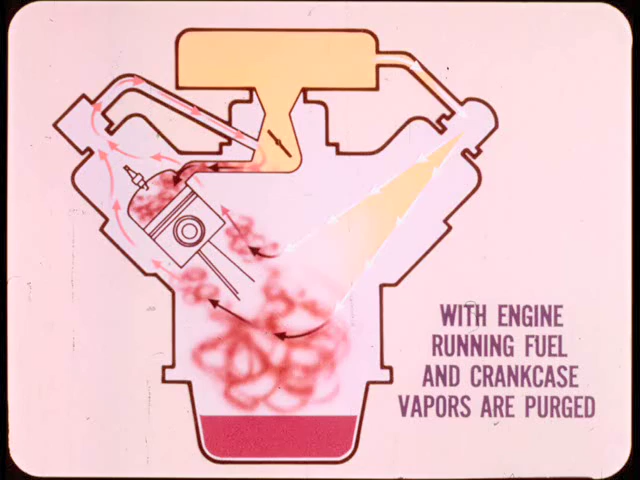 WITH ENGINE
RUNNING FUEL
AND CRANKCASE
VAPORS ARE PURGED